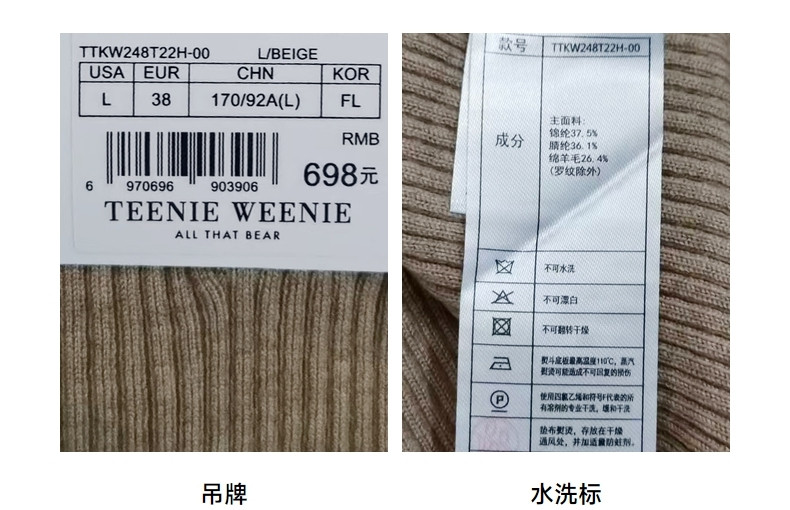 TTKW248T22H-00 L/BEIGE
USA EUR CHN KOR
L 38 170/92A(L) FL
RMB
698元
6 970696 903906
TEENIE WEENIE
ALL THAT BEAR
款号 TTKW248T22H-00
成分
主面料:
锦纶37.5%
腈纶36.1%
绵羊毛26.4%
(罗纹除外)
不可水洗
不可漂白
不可翻转干燥
熨斗底板最高温度110℃，蒸汽
熨烫可能造成不可回复的损伤
P
使用四氯乙烯和符号F代表的所
有溶剂的专业干洗，缓和干洗
垫布熨烫，存放在干燥
通风处，并加适量防蛀剂。
吊牌
水洗标